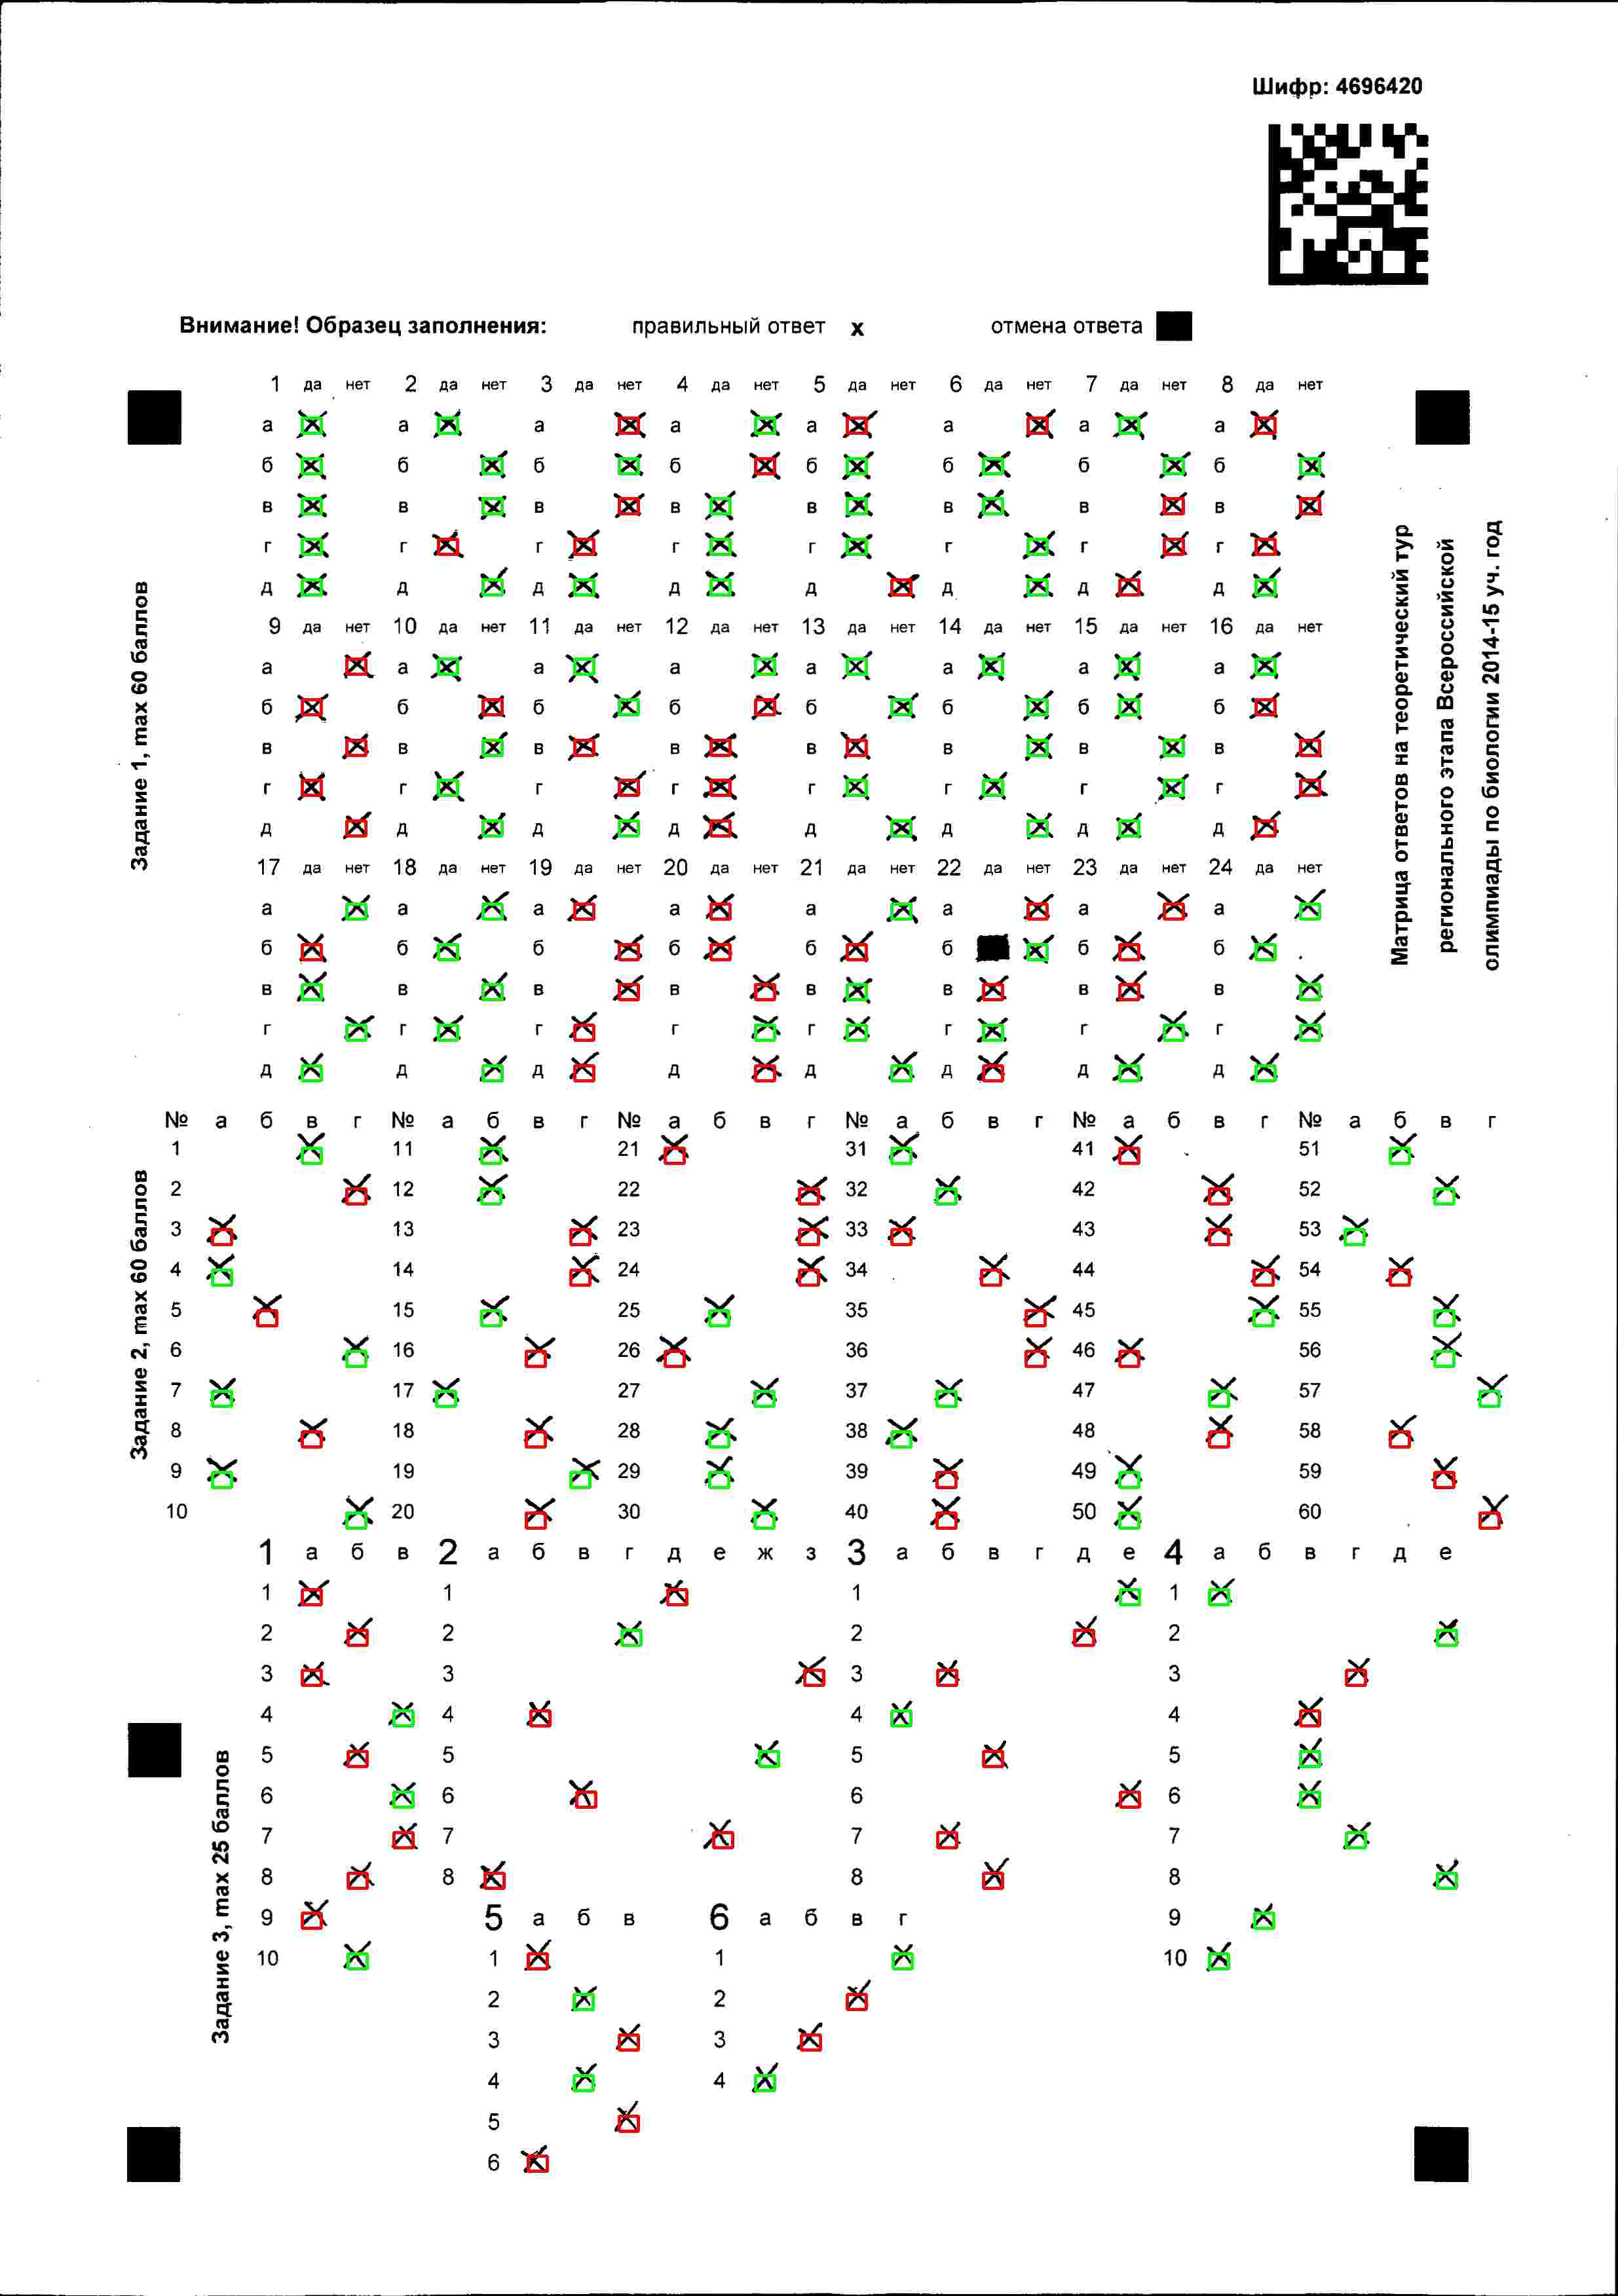 Шифр: 4696420
Внимание! Образец заполнения: правильный ответ x отмена ответа
1 да нет 2 да нет 3 да нет 4 да нет 5 да нет 6 да нет 7 да нет 8 да нет
а а а а а а а а
б б б б б б б б
в в в в в в в в
г г г г г г г г
д д д д д д д д
9 да нет 10 да нет 11 да нет 12 да нет 13 да нет 14 да нет 15 да нет 16 да нет
а а а а а а а а
б б б б б б б б
в в в в в в в в
г г г г г г г г
д д д д д д д д
17 да нет 18 да нет 19 да нет 20 да нет 21 да нет 22 да нет 23 да нет 24 да нет
а а а а а а а а
б б б б б б б б
в в в в в в в в
г г г г г г г г
д д д д д д д д
Задание 1, max 60 баллов
Матрица ответов на теоретический тур
регионального этапа Всероссийской
олимпиады по биологии 2014-15 уч. год
№ а б в г № а б в г № а б в г № а б в г № а б в г № а б в г
1 11 21 31 41 51
2 12 22 32 42 52
3 13 23 33 43 53
4 14 24 34 44 54
5 15 25 35 45 55
6 16 26 36 46 56
7 17 27 37 47 57
8 18 28 38 48 58
9 19 29 39 49 59
10 20 30 40 50 60
Задание 2, max 60 баллов
1 а б в 2 а б в г д е ж з 3 а б в г д е 4 а б в г д е
1 1 1 1
2 2 2 2
3 3 3 3
4 4 4 4
5 5 5 5
6 6 6 6
7 7 7 7
8 8 8 8
9 5 а б в 6 а б в г 9
10 1 1 10
2 2
3 3
4 4
5
6
Задание 3, max 25 баллов